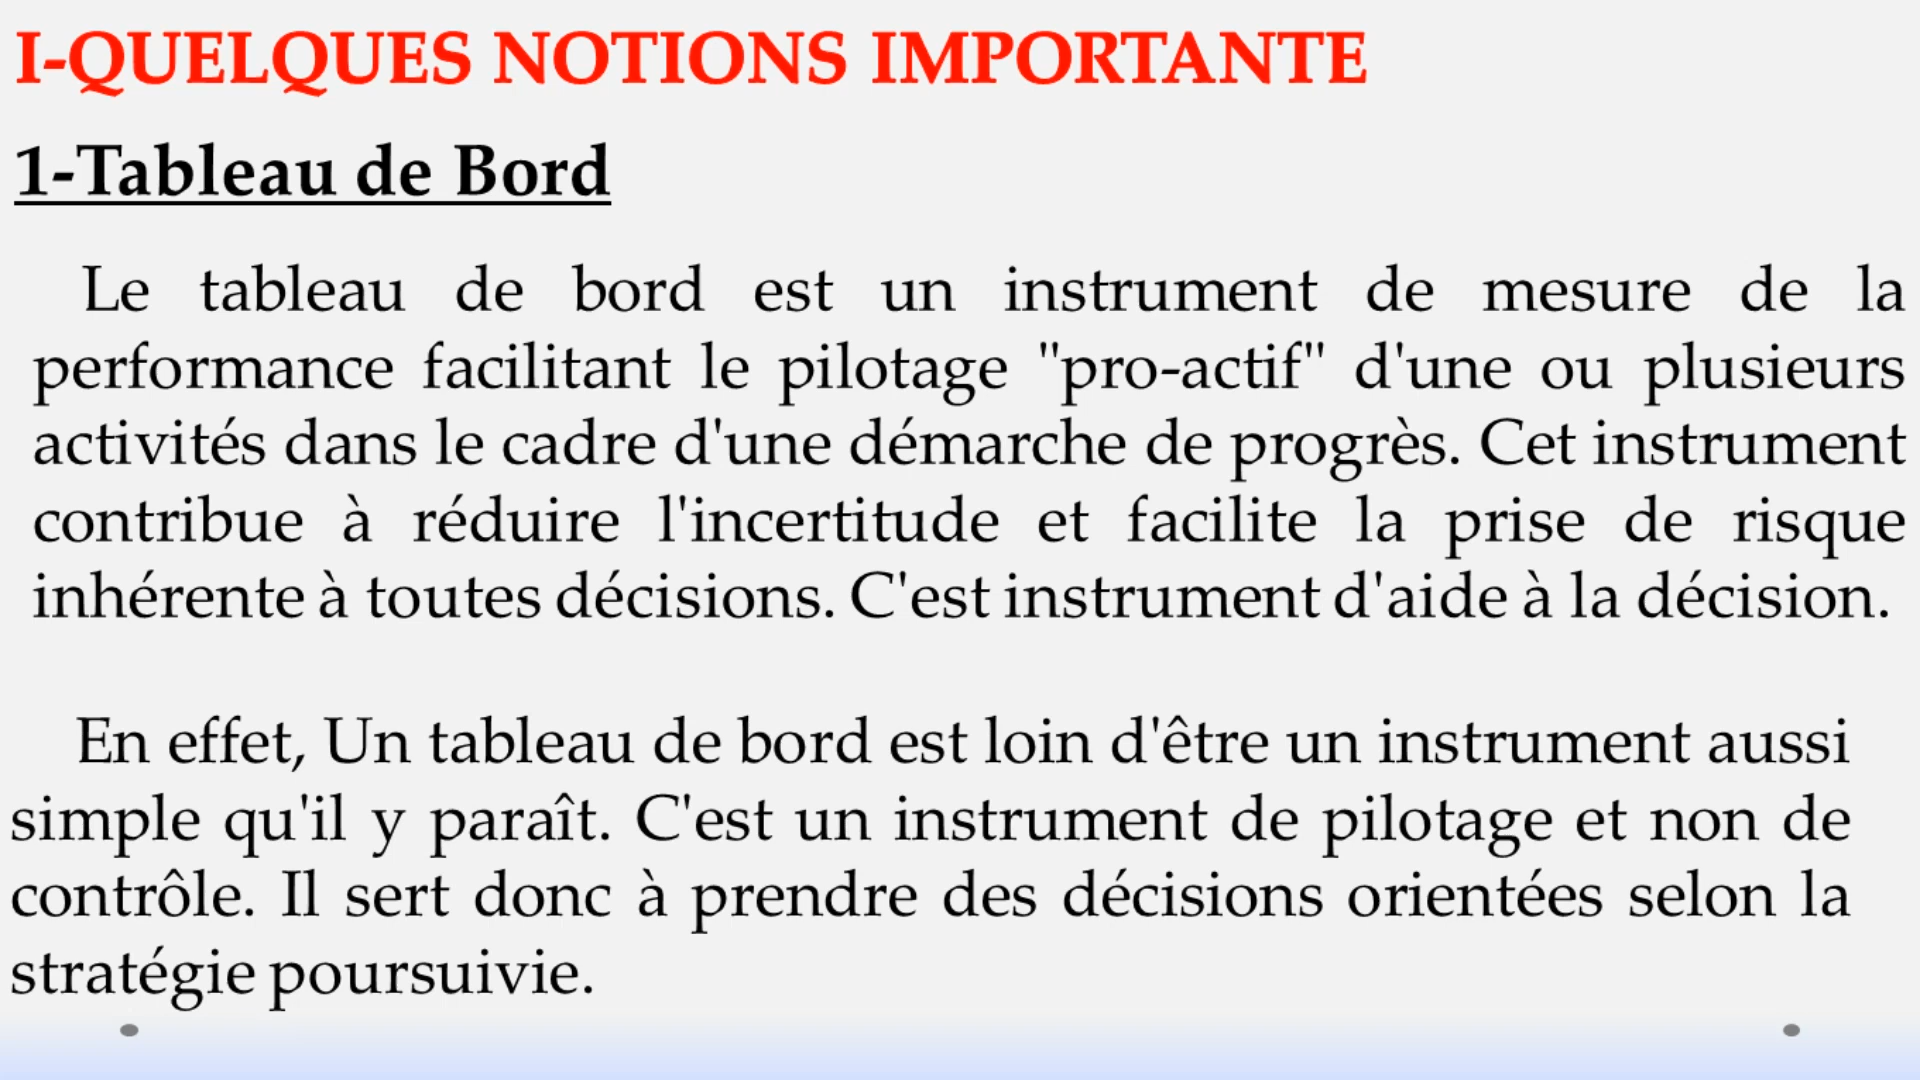 I-QUELQUES NOTIONS IMPORTANTE
1-Tableau de Bord
Le tableau de bord est un instrument de mesure de la
performance facilitant le pilotage "pro-actif" d'une ou plusieurs
activités dans le cadre d'une démarche de progrès. Cet instrument
contribue à réduire l'incertitude et facilite la prise de risque
inhérente à toutes décisions. C'est instrument d'aide à la décision.
En effet, Un tableau de bord est loin d'être un instrument aussi
simple qu'il y paraît. C'est un instrument de pilotage et non de
contrôle. Il sert donc à prendre des décisions orientées selon la
stratégie poursuivie.